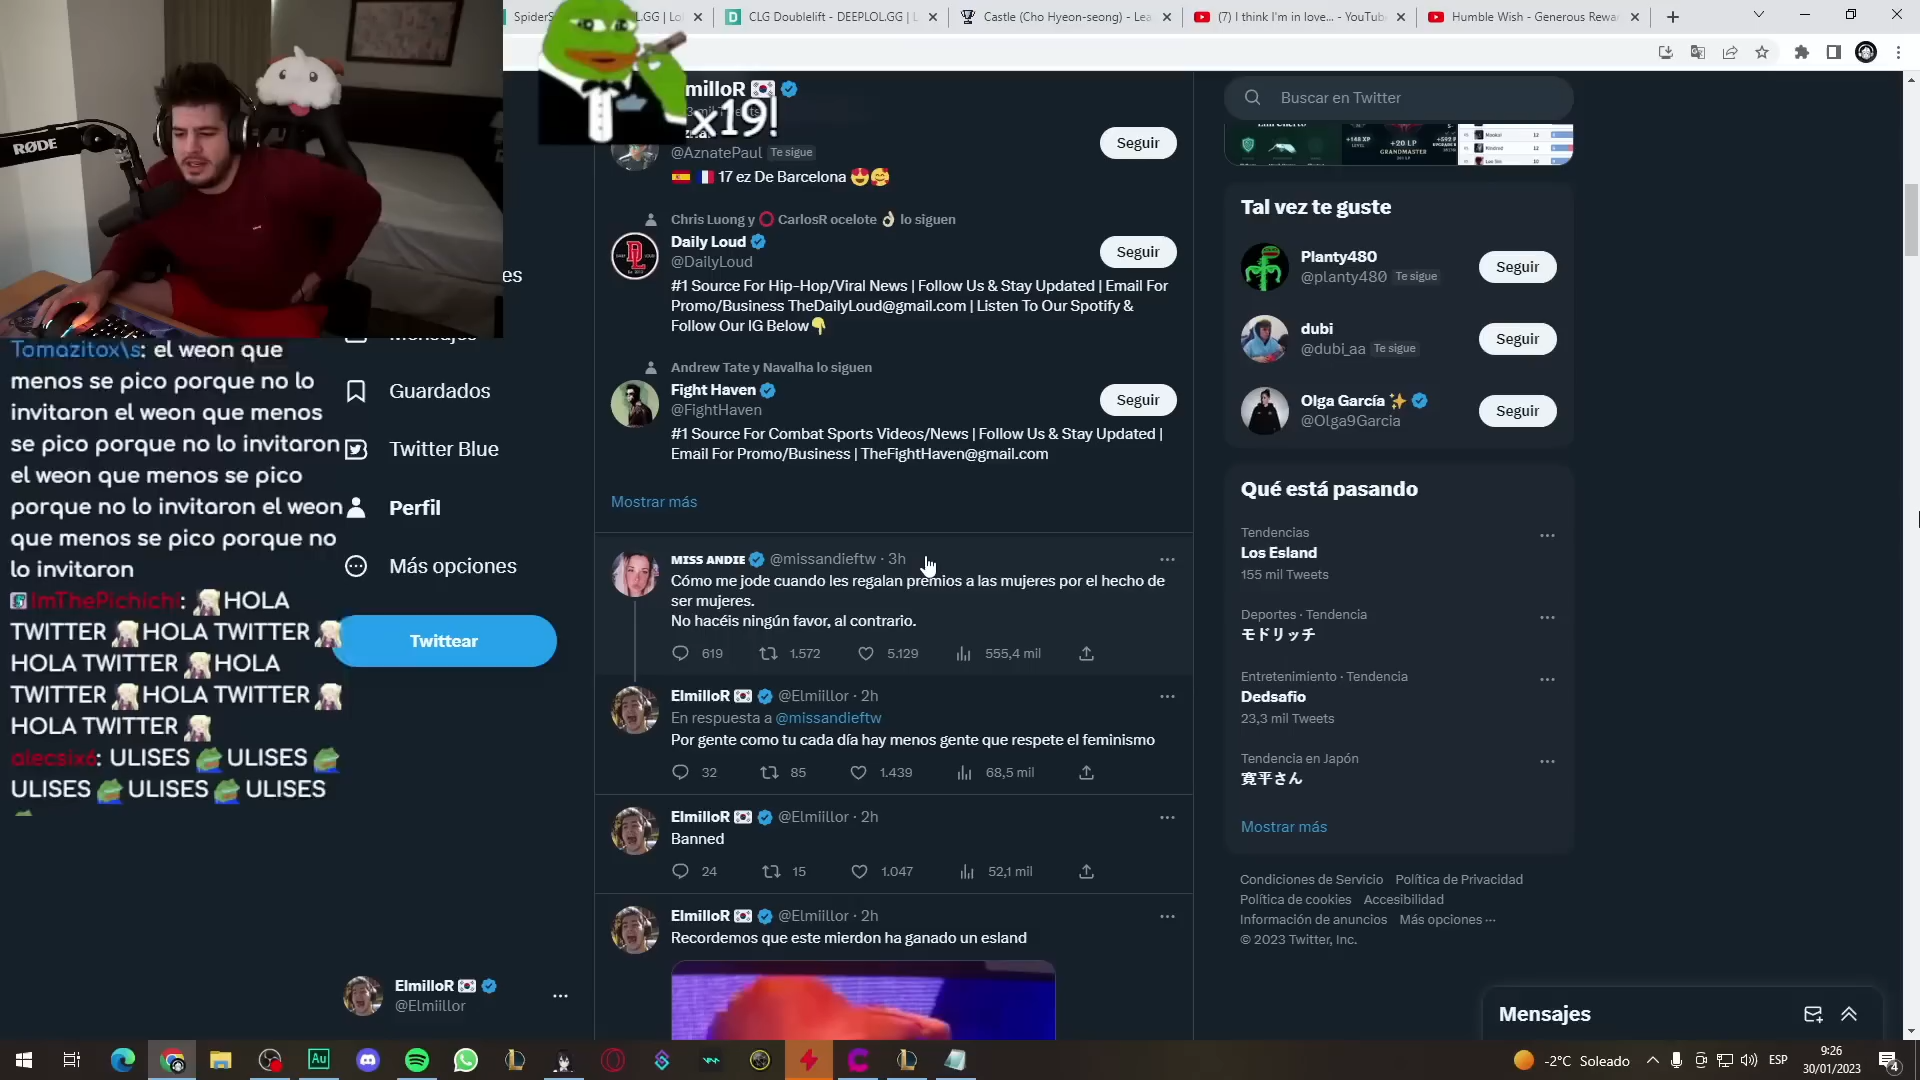 SpiderS
L.GG | Lo
CLG Doublelift - DEEPLOL.GG | L
Castle (Cho Hyeon-seong) - Lea
(7) I think I'm in love... - YouTub
Humble Wish - Generous Rewa
RØDE
x19!
milloR
@AznatePaul Te sigue
17 ez De Barcelona
Seguir
Chris Luong y CarlosR ocelote lo siguen
Daily Loud
@DailyLoud
Seguir
#1 Source For Hip-Hop/Viral News | Follow Us & Stay Updated | Email For
Promo/Business TheDailyLoud@gmail.com | Listen To Our Spotify &
Follow Our IG Below
Andrew Tate y Navalha lo siguen
Fight Haven
@FightHaven
Seguir
#1 Source For Combat Sports Videos/News | Follow Us & Stay Updated |
Email For Promo/Business | TheFightHaven@gmail.com
Mostrar más
MISS ANDIE @missandieftw · 3h
Cómo me jode cuando les regalan premios a las mujeres por el hecho de
ser mujeres.
No hacéis ningún favor, al contrario.
619 1.572 5.129 555,4 mil
ElmilloR @Elmiillor · 2h
En respuesta a @missandieftw
Por gente como tu cada día hay menos gente que respete el feminismo
32 85 1.439 68,5 mil
ElmilloR @Elmiillor · 2h
Banned
24 15 1.047 52,1 mil
ElmilloR @Elmiillor · 2h
Recordemos que este mierdon ha ganado un esland
es
Mensajes
Guardados
Twitter Blue
Perfil
Más opciones
Twittear
ElmilloR
@Elmiillor
Tomazitox\s: el weon que
menos se pico porque no lo
invitaron el weon que menos
se pico porque no lo invitaron
el weon que menos se pico
porque no lo invitaron el weon
que menos se pico porque no
lo invitaron
ImThePichichi: HOLA
TWITTER HOLA TWITTER
HOLA TWITTER HOLA
TWITTER HOLA TWITTER
HOLA TWITTER
alecsix6: ULISES ULISES
ULISES ULISES ULISES
Buscar en Twitter
+20 LP
GRANDMASTER
Tal vez te guste
Planty480
@planty480 Te sigue
Seguir
dubi
@dubi_aa Te sigue
Seguir
Olga García
@Olga9Garcia
Seguir
Qué está pasando
Tendencias
Los Esland
155 mil Tweets
Deportes · Tendencia
モドリッチ
Entretenimiento · Tendencia
Dedsafio
23,3 mil Tweets
Tendencia en Japón
寛平さん
Mostrar más
Condiciones de Servicio Política de Privacidad
Política de cookies Accesibilidad
Información de anuncios Más opciones ···
© 2023 Twitter, Inc.
Mensajes
Au
-2°C Soleado
ESP
9:26
30/01/2023
4